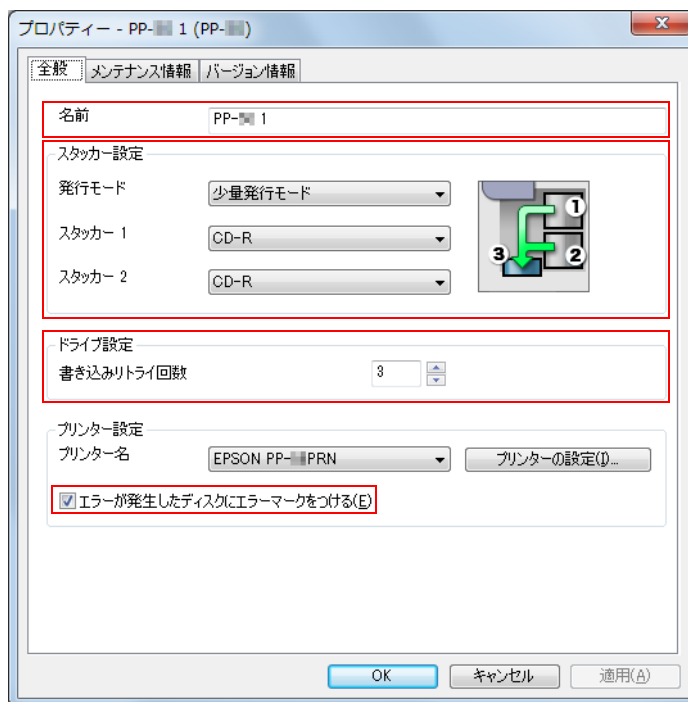 プロパティー - PP- 1 (PP- )
全般 メンテナンス情報 バージョン情報
名前 PP- 1
スタッカー設定
発行モード 少量発行モード
スタッカー 1 CD-R
スタッカー 2 CD-R
1
2
3
ドライブ設定
書き込みリトライ回数 3
プリンター設定
プリンター名 EPSON PP- PRN プリンターの設定(I)...
エラーが発生したディスクにエラーマークをつける(E)
OK キャンセル 適用(A)